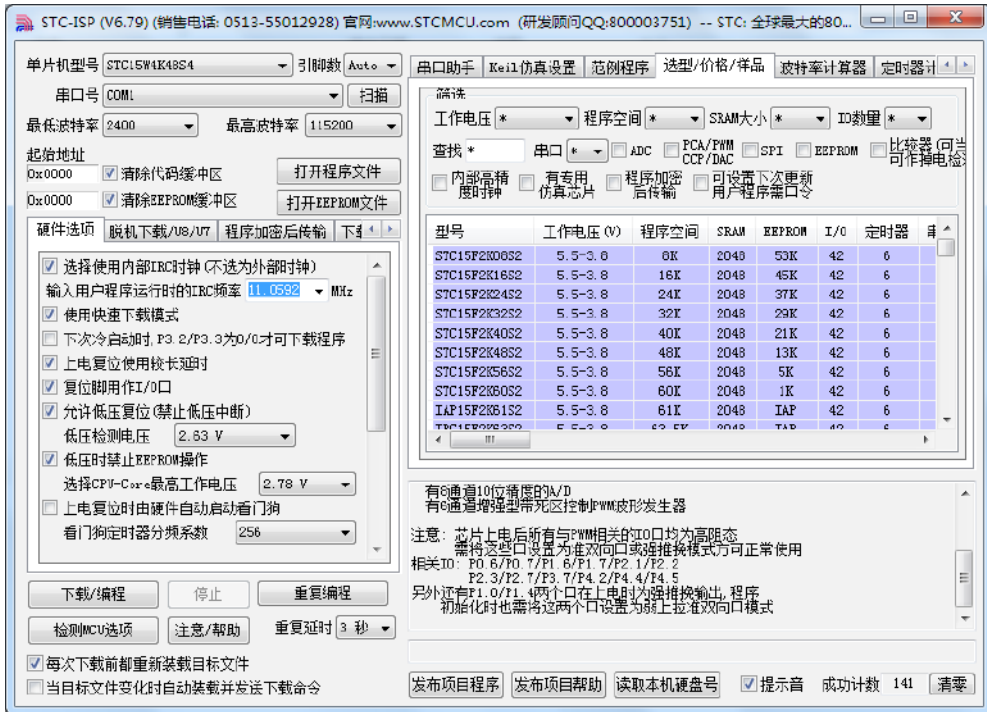 STC-ISP (V6.79) (销售电话: 0513-55012928) 官网:www.STCMCU.com (研发顾问QQ:800003751) -- STC: 全球最大的80...
单片机型号 STC15W4K48S4 引脚数 Auto
串口号 COM1 扫描
最低波特率 2400 最高波特率 115200
起始地址
0x0000 清除代码缓冲区 打开程序文件
0x0000 清除EEPROM缓冲区 打开EEPROM文件
硬件选项 脱机下载/U8/U7 程序加密后传输
选择使用内部IRC时钟(不选为外部时钟)
输入用户程序运行时的IRC频率 11.0592 MHz
使用快速下载模式
下次冷启动时,P3.2/P3.3为0/0才可下载程序
上电复位使用较长延时
复位脚用作I/O口
允许低压复位(禁止低压中断)
低压检测电压 2.63 V
低压时禁止EEPROM操作
选择CPU-Core最高工作电压 2.78 V
上电复位时由硬件自动启动看门狗
看门狗定时器分频系数 256
下载/编程 停止 重复编程
检测MCU选项 注意/帮助 重复延时 3 秒
每次下载前都重新装载目标文件
当目标文件变化时自动装载并发送下载命令
串口助手 Keil仿真设置 范例程序 选型/价格/样品 波特率计算器 定时器计
筛选
工作电压 * 程序空间 * SRAM大小 * IO数量 *
查找 * 串口 * ADC PCA/PWM CCP/DAC SPI EEPROM 比较器(可当 可作掉电检
内部高精度时钟 有专用仿真芯片 程序加密后传输 可设置下次更新用户程序需口令
型号 工作电压(V) 程序空间 SRAM EEPROM I/O 定时器 串
STC15F2K08S2 5.5-3.8 8K 2048 53K 42 6
STC15F2K16S2 5.5-3.8 16K 2048 45K 42 6
STC15F2K24S2 5.5-3.8 24K 2048 37K 42 6
STC15F2K32S2 5.5-3.8 32K 2048 29K 42 6
STC15F2K40S2 5.5-3.8 40K 2048 21K 42 6
STC15F2K48S2 5.5-3.8 48K 2048 13K 42 6
STC15F2K56S2 5.5-3.8 56K 2048 5K 42 6
STC15F2K60S2 5.5-3.8 60K 2048 1K 42 6
IAP15F2K61S2 5.5-3.8 61K 2048 IAP 42 6
有8通道10位精度的A/D
有6通道增强型带死区控制PWM波形发生器
注意: 芯片上电后所有与PWM相关的IO口均为高阻态
需将这些口设置为准双向口或强推挽模式方可正常使用
相关IO: P0.6/P0.7/P1.6/P1.7/P2.1/P2.2
P2.3/P2.7/P3.7/P4.2/P4.4/P4.5
另外还有P1.0/P1.4两个口在上电时为强推挽输出,程序
初始化时也需将这两个口设置为弱上拉准双向口模式
发布项目程序 发布项目帮助 读取本机硬盘号 提示音 成功计数 141 清零